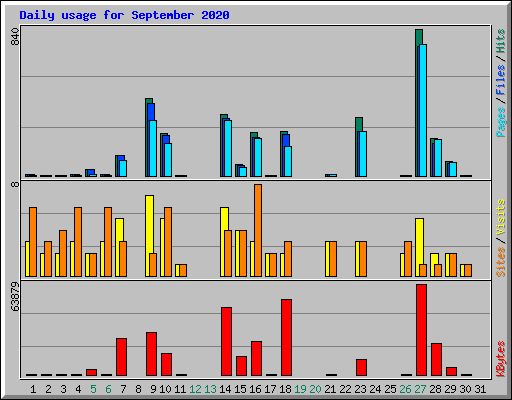 Daily usage for September 2020
840
Pages / Files / Hits
8
Sites / Visits
63879
KBytes
1 2 3 4 5 6 7 8 9 10 11 12 13 14 15 16 17 18 19 20 21 22 23 24 25 26 27 28 29 30 31